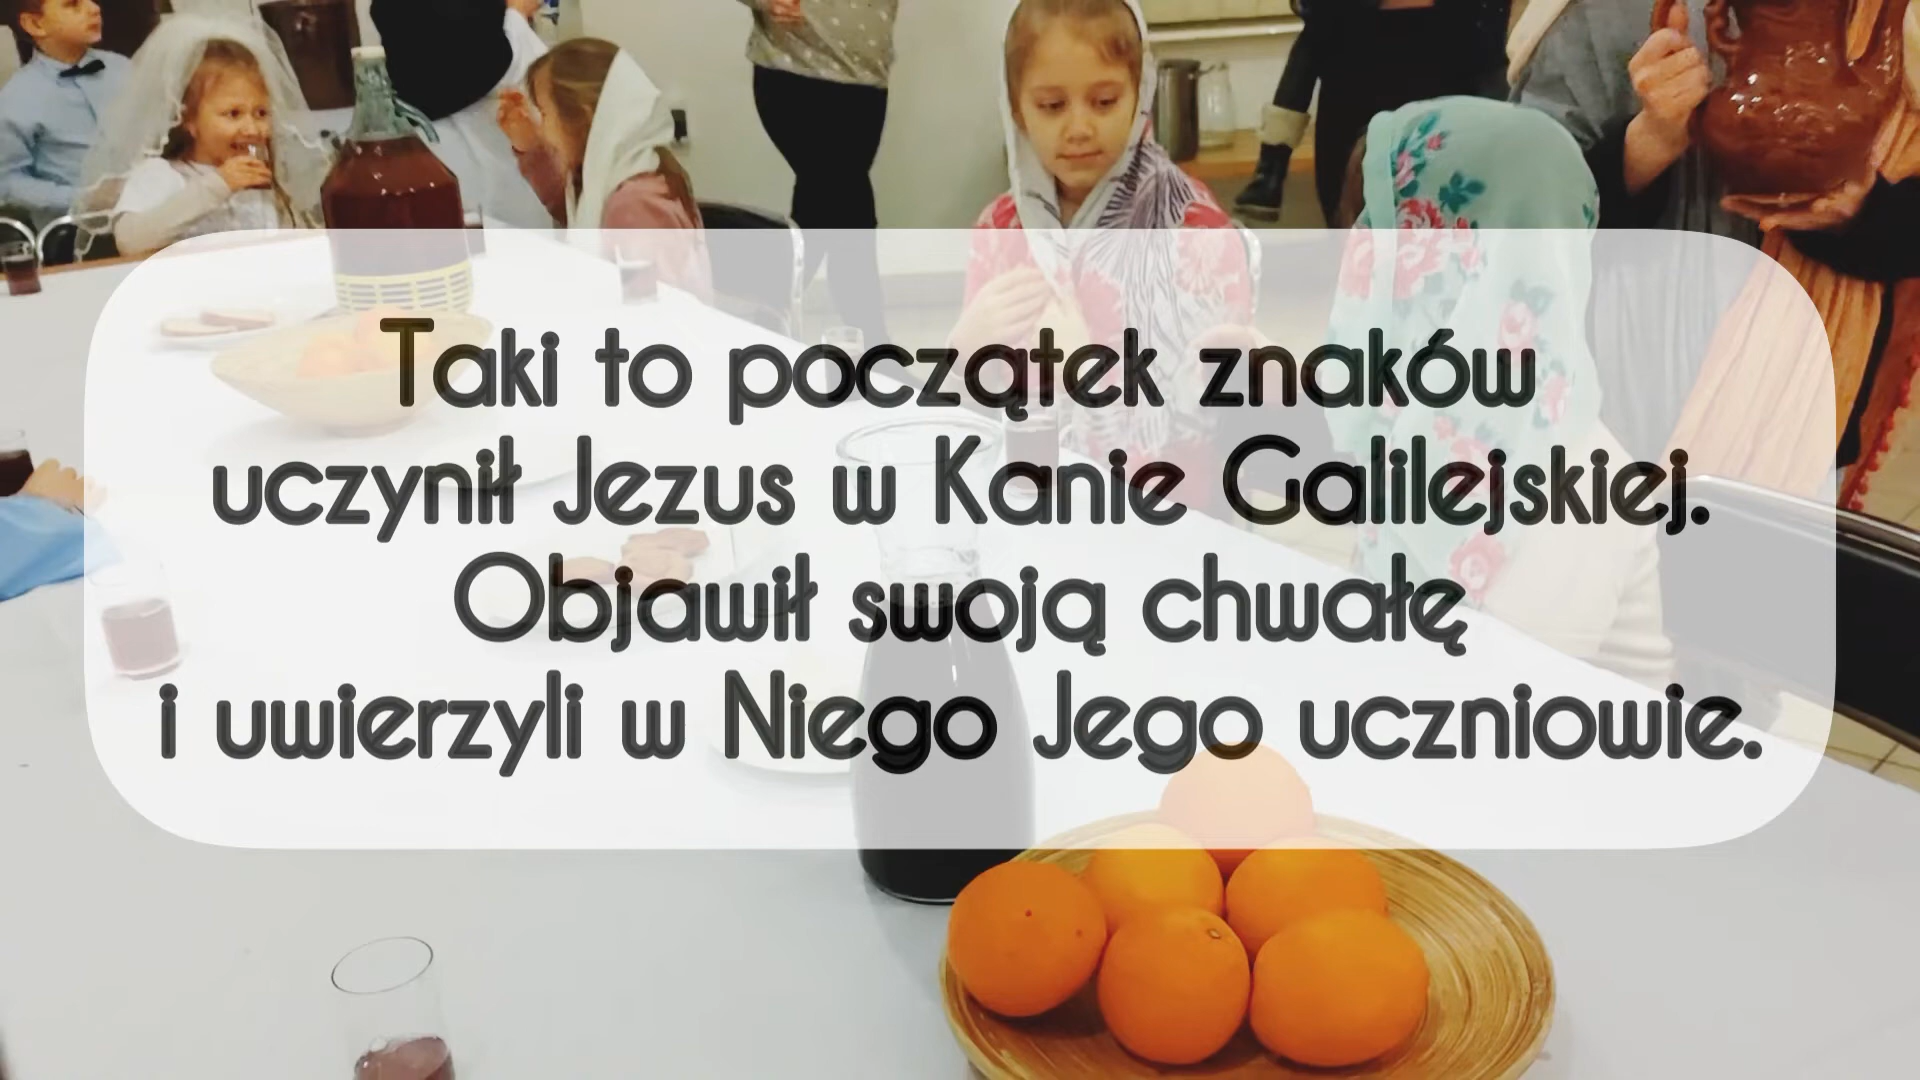 Taki to początek znaków
uczynił Jezus w Kanie Galilejskiej.
Objawił swoją chwałę
i uwierzyli w Niego Jego uczniowie.